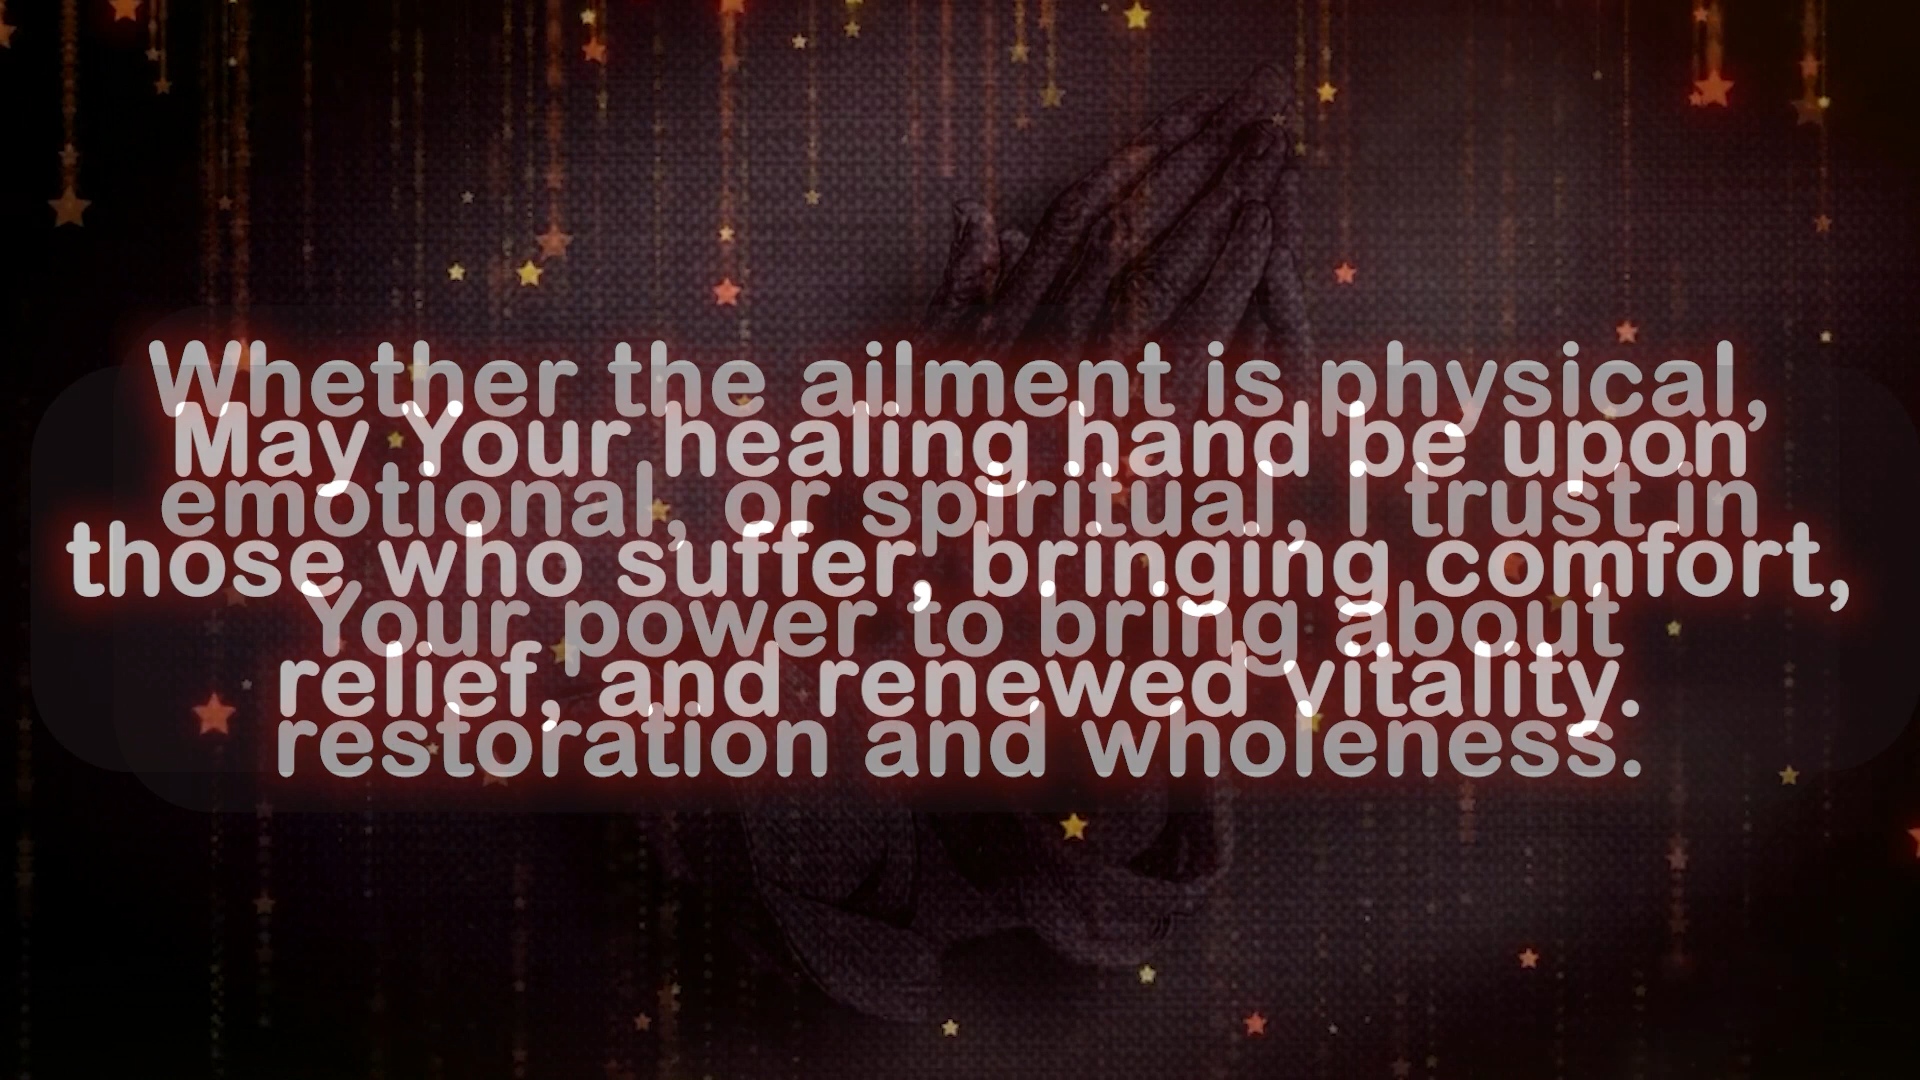 Whether the ailment is physical,
emotional, or spiritual, I trust in
Your power to bring about
restoration and wholeness.
May Your healing hand be upon
those who suffer, bringing comfort,
relief, and renewed vitality.